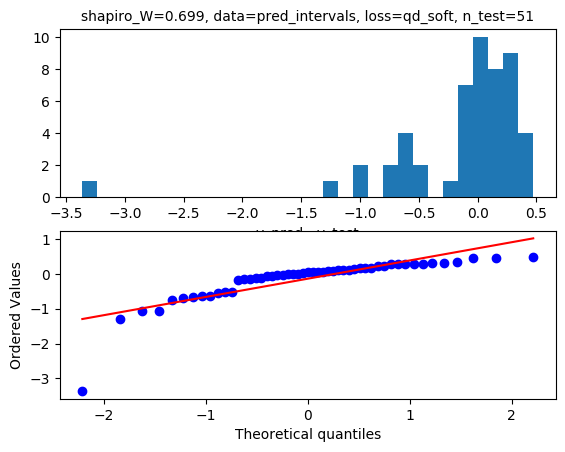 shapiro_W=0.699, data=pred_intervals, loss=qd_soft, n_test=51
10
8
6
4
2
0
−3.5 −3.0 −2.5 −2.0 −1.5 −1.0 −0.5 0.0 0.5
1
0
−1
−2
−3
Ordered Values
−2 −1 0 1 2
Theoretical quantiles